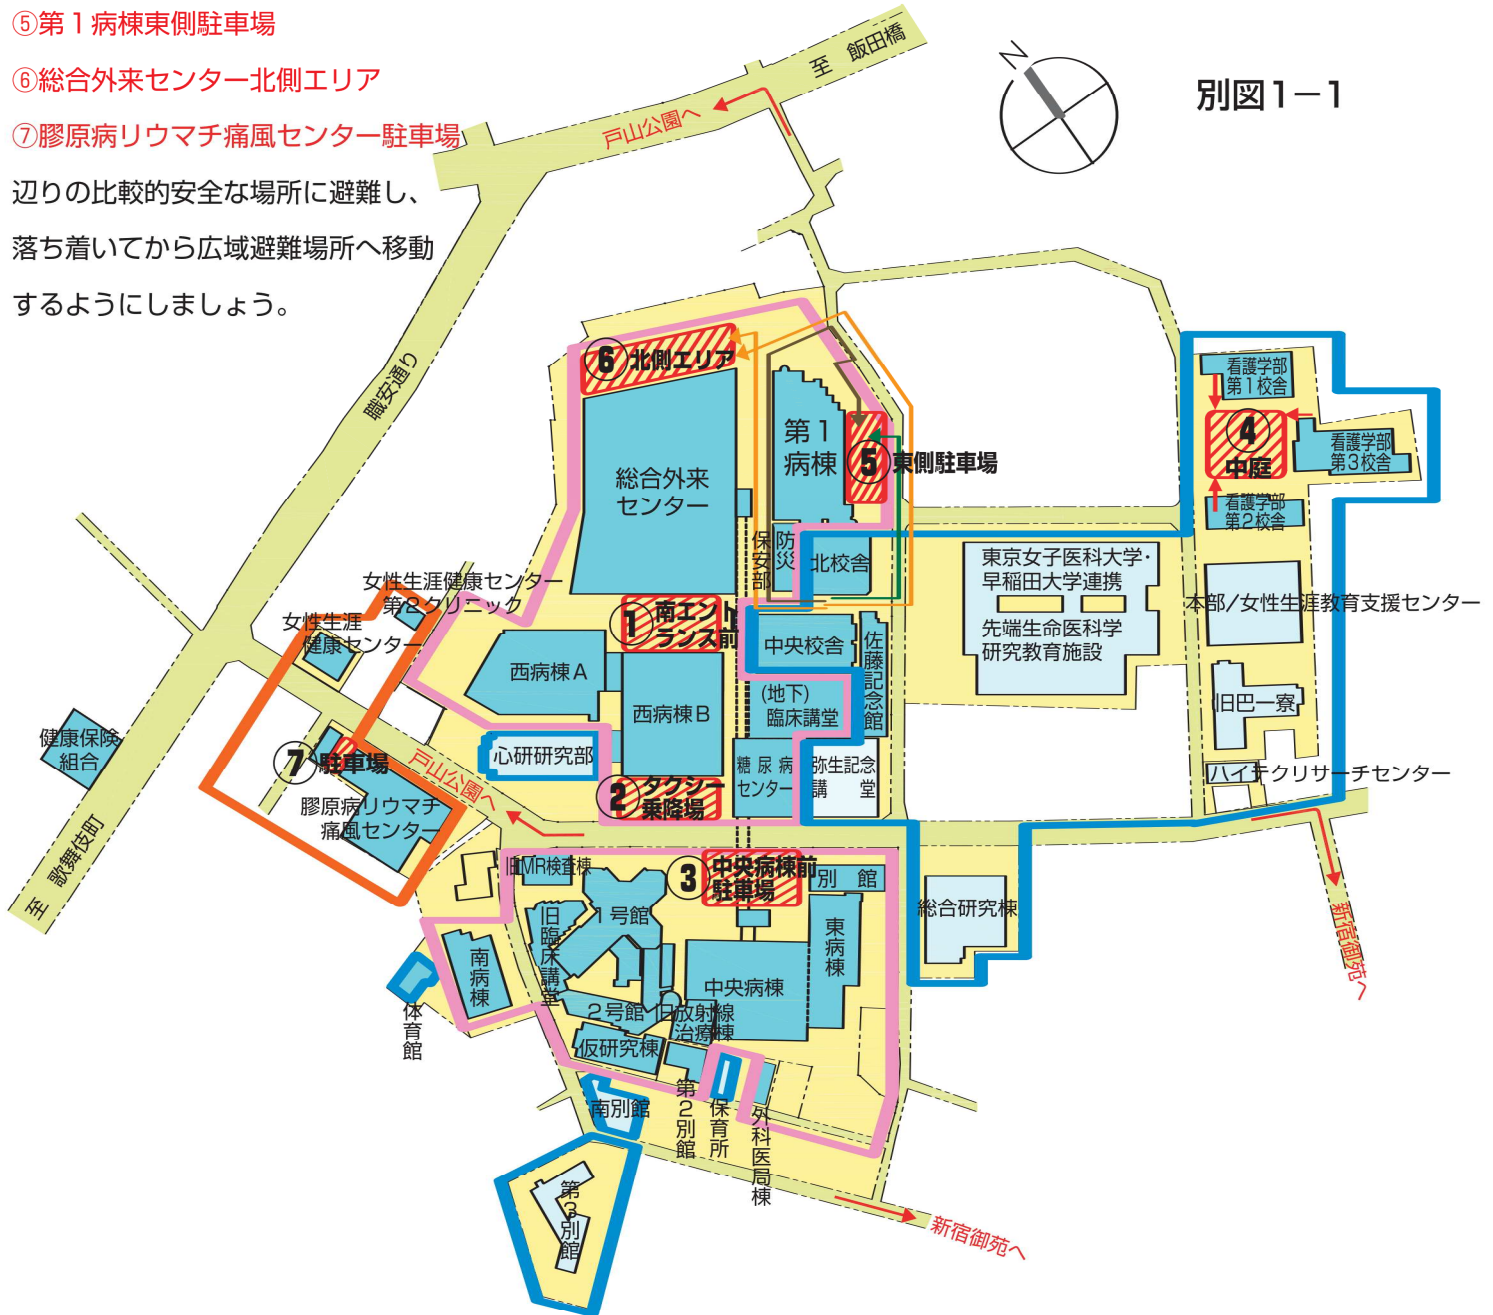 ⑤第１病棟東側駐車場
⑥総合外来センター北側エリア
⑦膠原病リウマチ痛風センター駐車場
辺りの比較的安全な場所に避難し、
落ち着いてから広域避難場所へ移動
するようにしましょう。
別図1－1
N
至 飯田橋
戸山公園へ
職安通り
⑥北側エリア
第１
病棟
⑤東側駐車場
総合外来
センター
看護学部
第１校舎
④
中庭
看護学部
第３校舎
看護学部
第２校舎
保安部
防災
北校舎
東京女子医科大学・
早稲田大学連携
先端生命医科学
研究教育施設
本部/女性生涯教育支援センター
女性生涯健康センター
第２クリニック
女性生涯
健康センター
①南エント
ランス前
中央校舎
佐藤記念館
西病棟A
西病棟B
(地下)
臨床講堂
旧巴一寮
健康保険
組合
⑦駐車場
戸山公園へ
心研研究部
糖尿病
センター
弥生記念
講堂
ハイテクリサーチセンター
②タクシー
乗降場
膠原病リウマチ
痛風センター
至 歌舞伎町
旧MR検査棟
③中央病棟前
駐車場
別館
１号館
旧臨床講堂
東病棟
総合研究棟
新宿御苑へ
南病棟
中央病棟
体育館
２号館
旧放射線
治療棟
仮研究棟
第２別館
保育所
外科医局棟
南別館
第３別館
新宿御苑へ